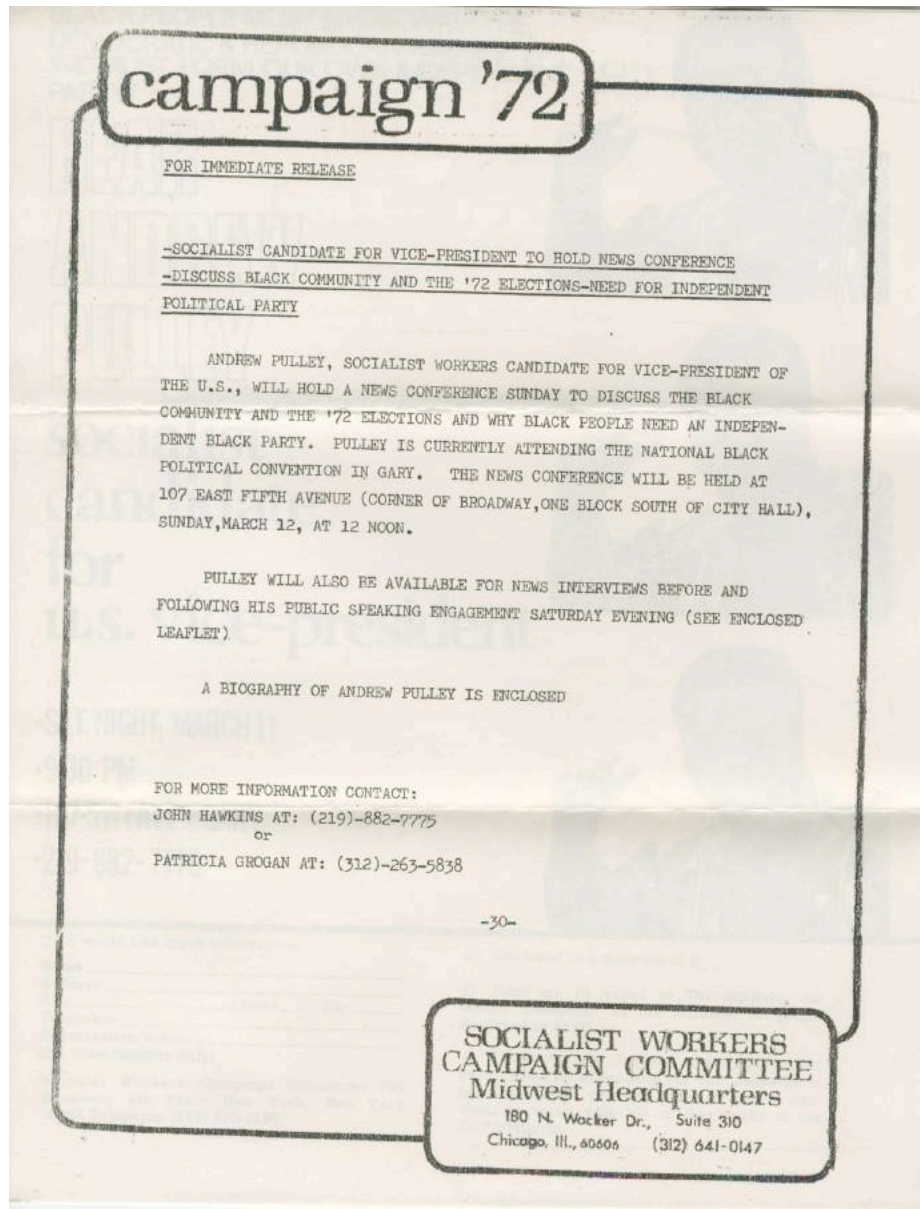 campaign '72
FOR IMMEDIATE RELEASE
-SOCIALIST CANDIDATE FOR VICE-PRESIDENT TO HOLD NEWS CONFERENCE
-DISCUSS BLACK COMMUNITY AND THE '72 ELECTIONS-NEED FOR INDEPENDENT
POLITICAL PARTY
ANDREW PULLEY, SOCIALIST WORKERS CANDIDATE FOR VICE-PRESIDENT OF
THE U.S., WILL HOLD A NEWS CONFERENCE SUNDAY TO DISCUSS THE BLACK
COMMUNITY AND THE '72 ELECTIONS AND WHY BLACK PEOPLE NEED AN INDEPEN-
DENT BLACK PARTY. PULLEY IS CURRENTLY ATTENDING THE NATIONAL BLACK
POLITICAL CONVENTION IN GARY. THE NEWS CONFERENCE WILL BE HELD AT
107 EAST FIFTH AVENUE (CORNER OF BROADWAY,ONE BLOCK SOUTH OF CITY HALL),
SUNDAY,MARCH 12, AT 12 NOON.
PULLEY WILL ALSO BE AVAILABLE FOR NEWS INTERVIEWS BEFORE AND
FOLLOWING HIS PUBLIC SPEAKING ENGAGEMENT SATURDAY EVENING (SEE ENCLOSED
LEAFLET)
A BIOGRAPHY OF ANDREW PULLEY IS ENCLOSED
FOR MORE INFORMATION CONTACT:
JOHN HAWKINS AT: (219)-882-7775
or
PATRICIA GROGAN AT: (312)-263-5838
-30-
SOCIALIST WORKERS
CAMPAIGN COMMITTEE
Midwest Headquarters
180 N. Wacker Dr., Suite 310
Chicago, Ill., 60606 (312) 641-0147